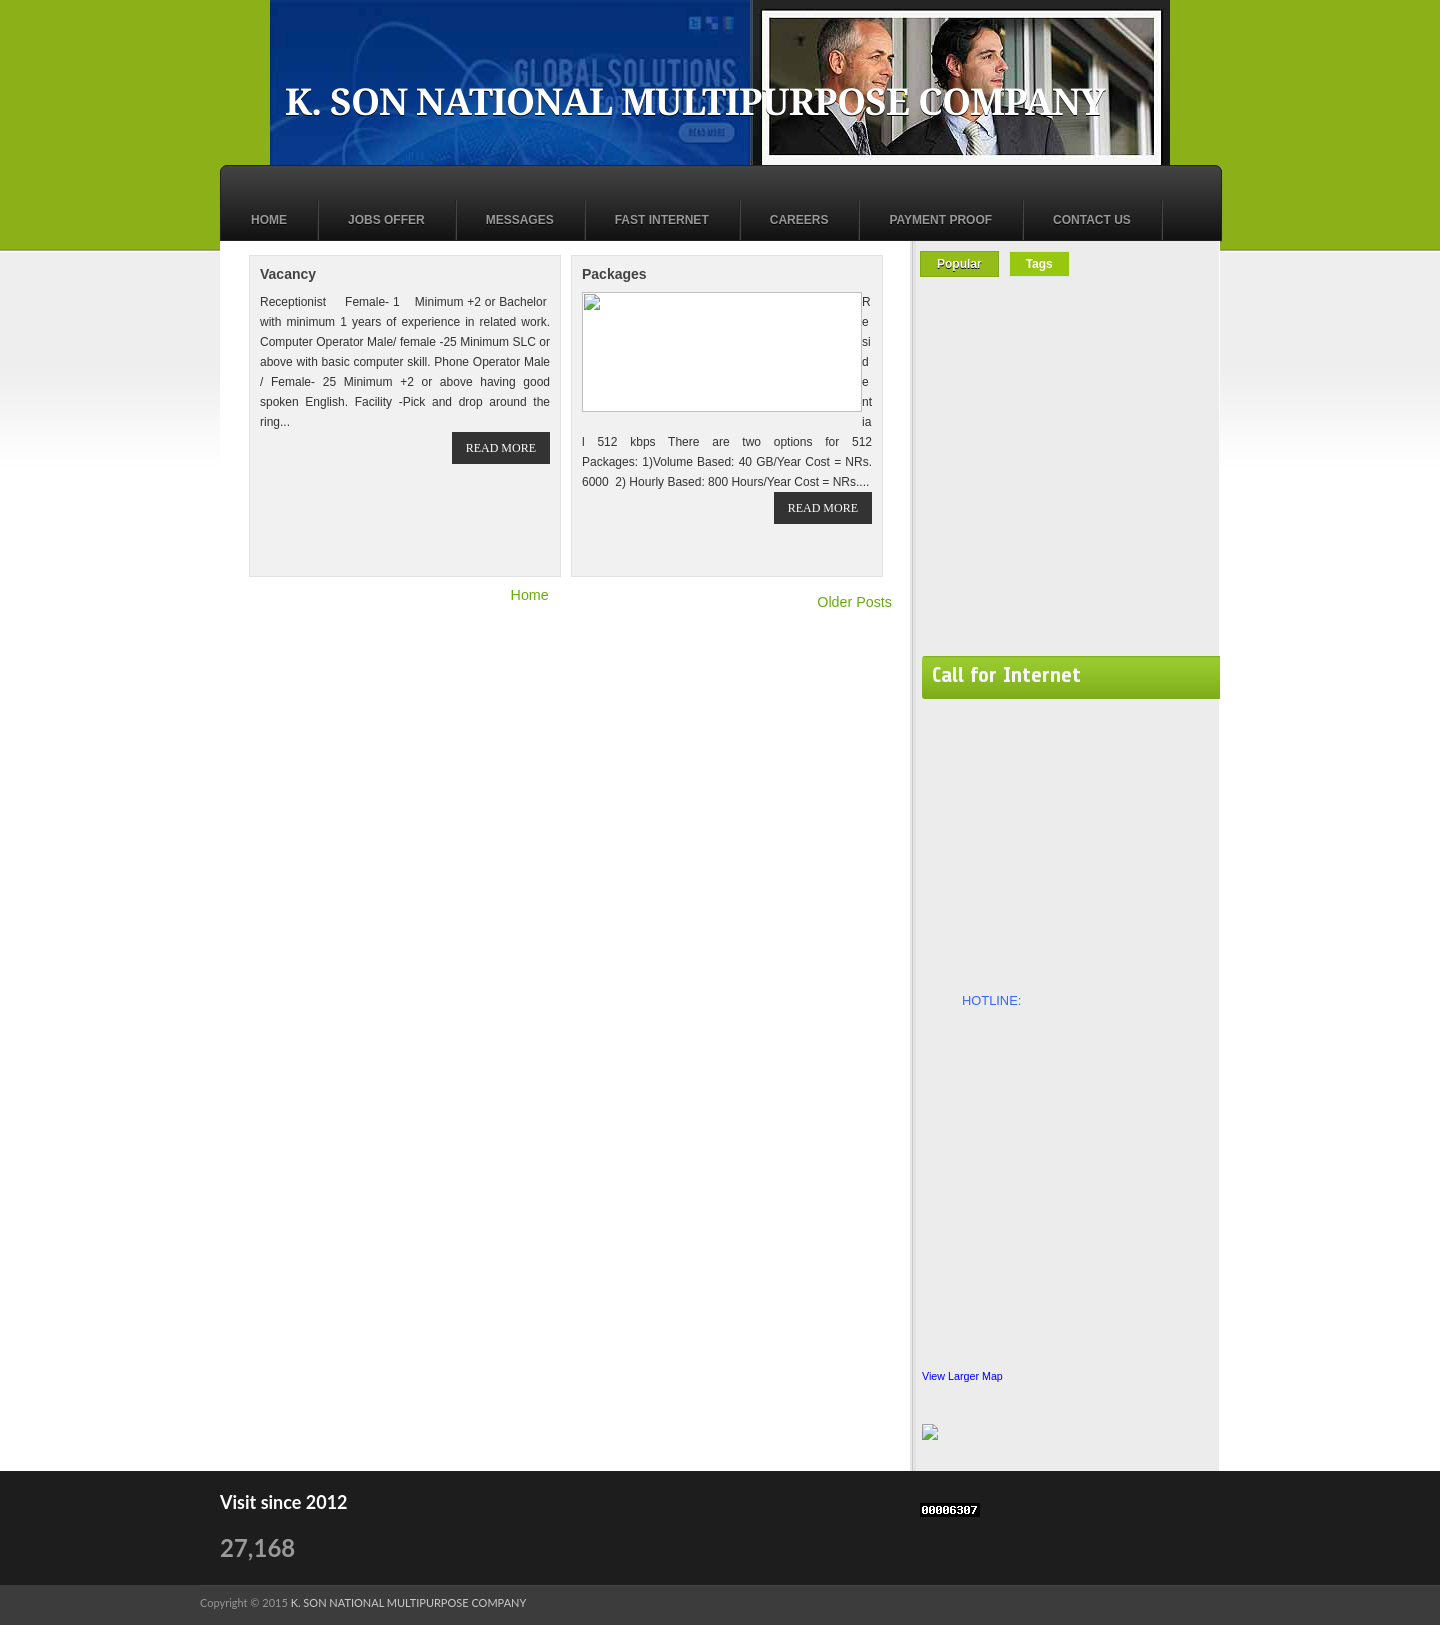 GLOBAL SOLUTIONS
READ MORE
K. SON NATIONAL MULTIPURPOSE COMPANY
HOME
JOBS OFFER
MESSAGES
FAST INTERNET
CAREERS
PAYMENT PROOF
CONTACT US
Vacancy
Receptionist Female- 1 Minimum +2 or Bachelor
with minimum 1 years of experience in related work.
Computer Operator Male/ female -25 Minimum SLC or
above with basic computer skill. Phone Operator Male
/ Female- 25 Minimum +2 or above having good
spoken English. Facility -Pick and drop around the
ring...
READ MORE
Packages
R
e
si
d
e
nt
ia
l 512 kbps There are two options for 512
Packages: 1)Volume Based: 40 GB/Year Cost = NRs.
6000 2) Hourly Based: 800 Hours/Year Cost = NRs....
READ MORE
Home
Older Posts
Popular
Tags
Call for Internet
HOTLINE:
View Larger Map
Visit since 2012
27,168
00006307
Copyright © 2015 K. SON NATIONAL MULTIPURPOSE COMPANY